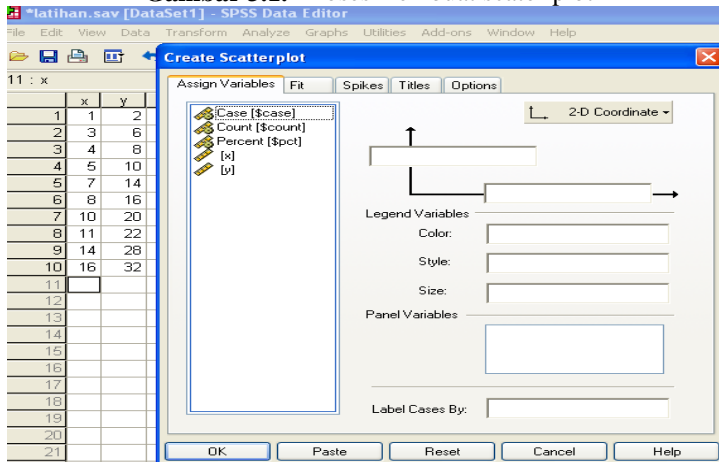 *latihan.sav [DataSet1] - SPSS Data Editor
File Edit View Data Transform Analyze Graphs Utilities Add-ons Window Help
11 : x
x y
1 1 2
2 3 6
3 4 8
4 5 10
5 7 14
6 8 16
7 10 20
8 11 22
9 14 28
10 16 32
11
12
13
14
15
16
17
18
19
20
21
Create Scatterplot
Assign Variables Fit Spikes Titles Options
Case [$case]
Count [$count]
Percent [$pct]
[x]
[y]
2-D Coordinate
Legend Variables
Color:
Style:
Size:
Panel Variables
Label Cases By:
OK Paste Reset Cancel Help